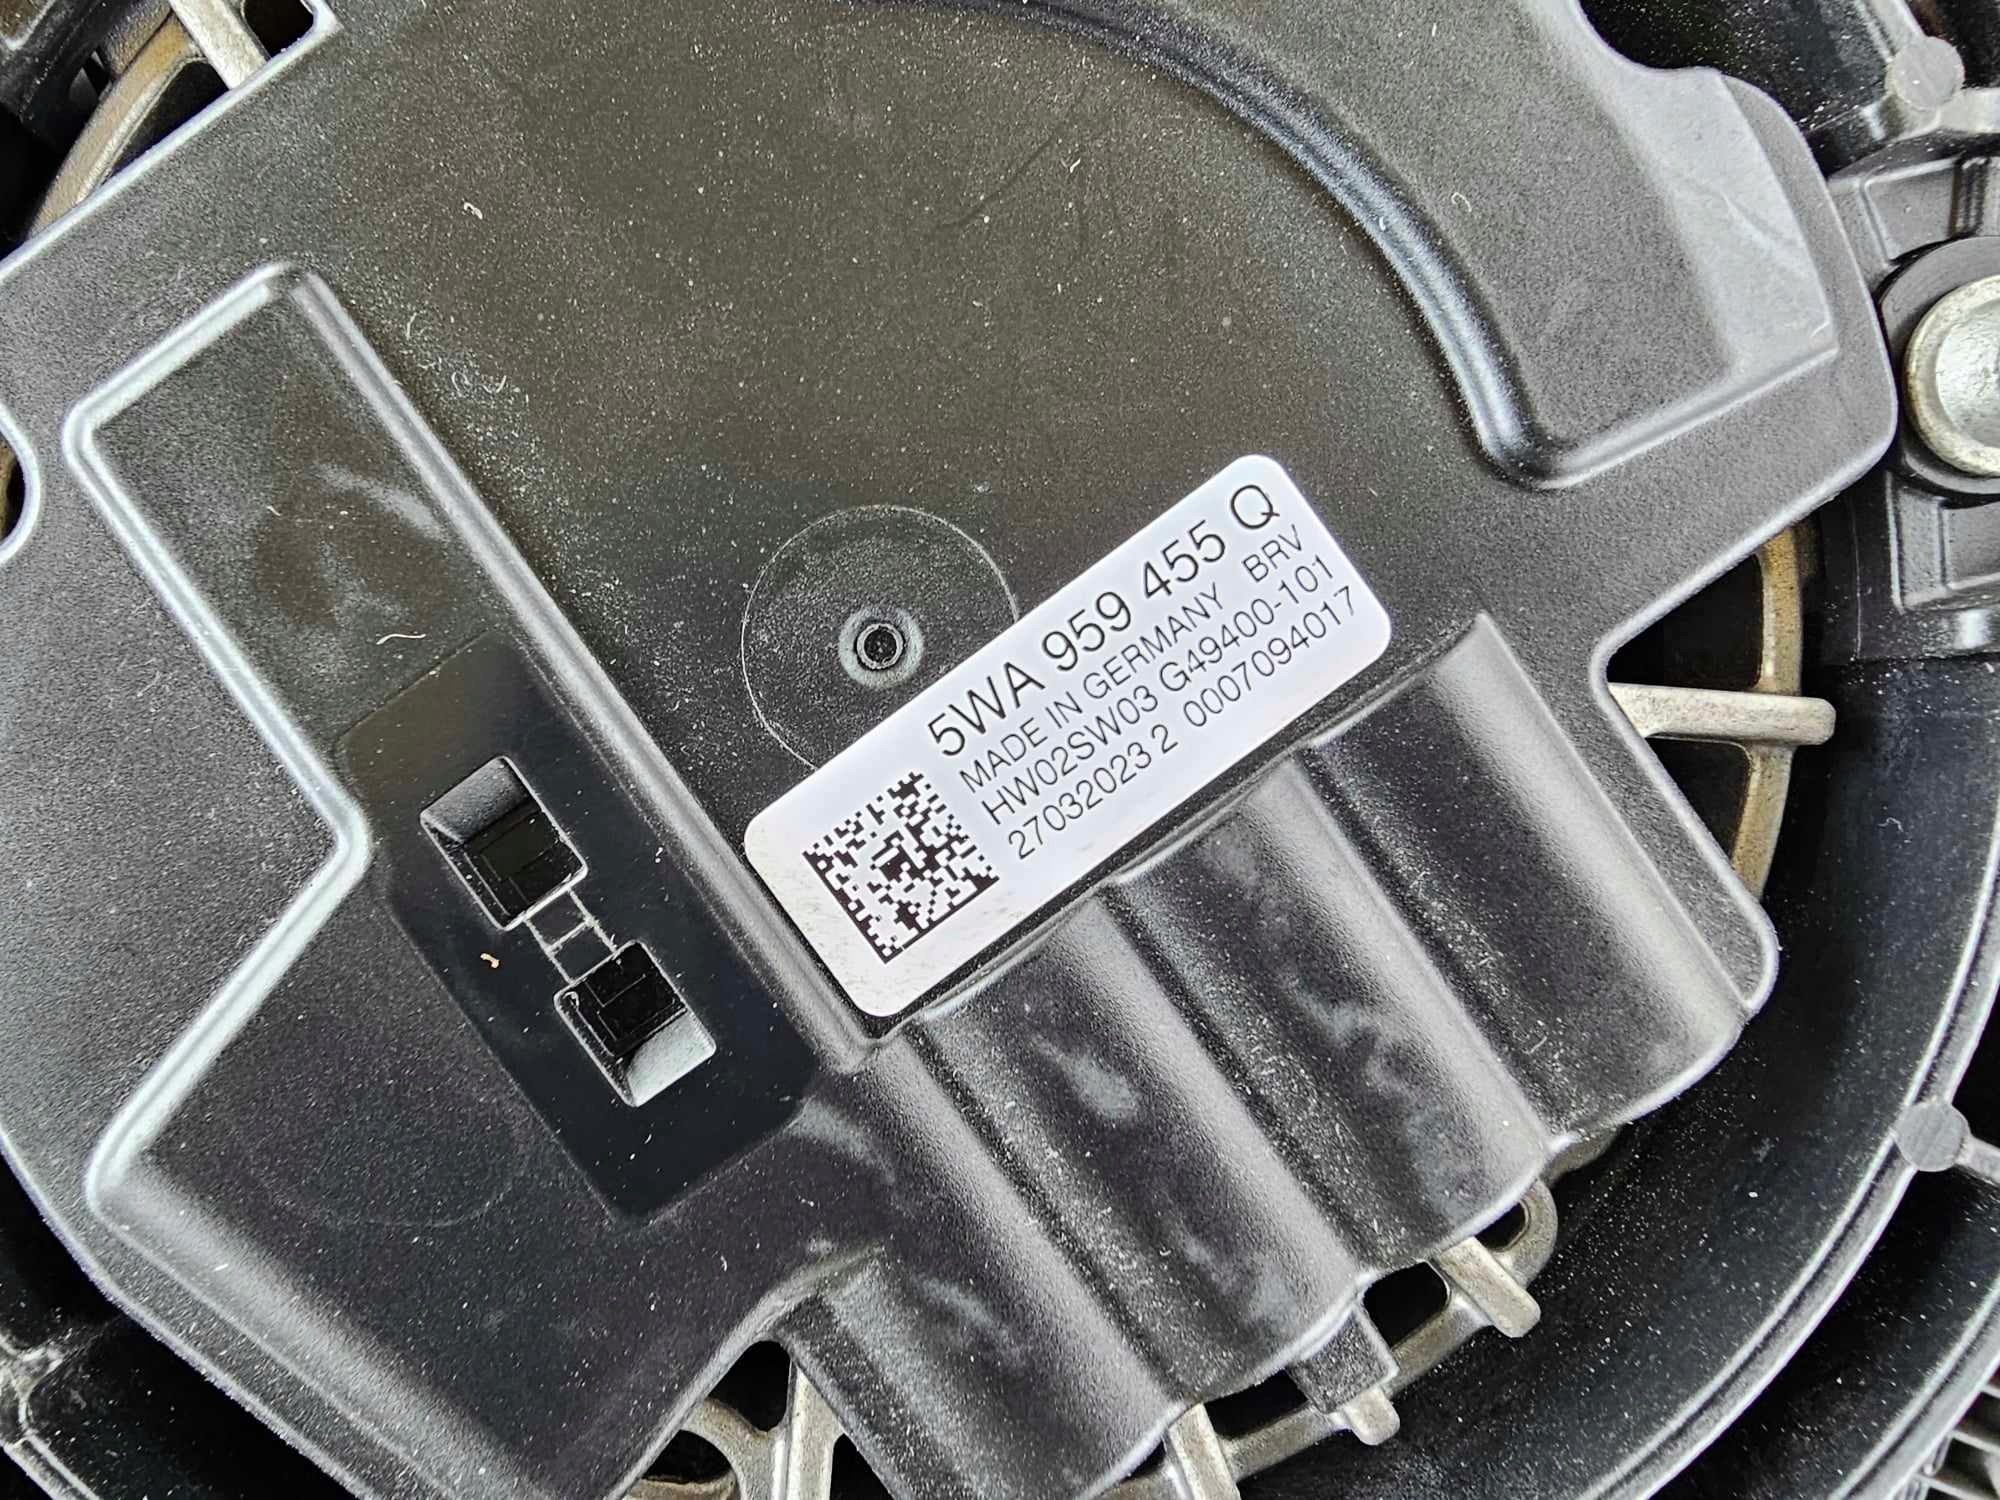 5WA 959 455 Q
MADE IN GERMANY BRV
HW02SW03 G49400-101
27032023 2 0007094017